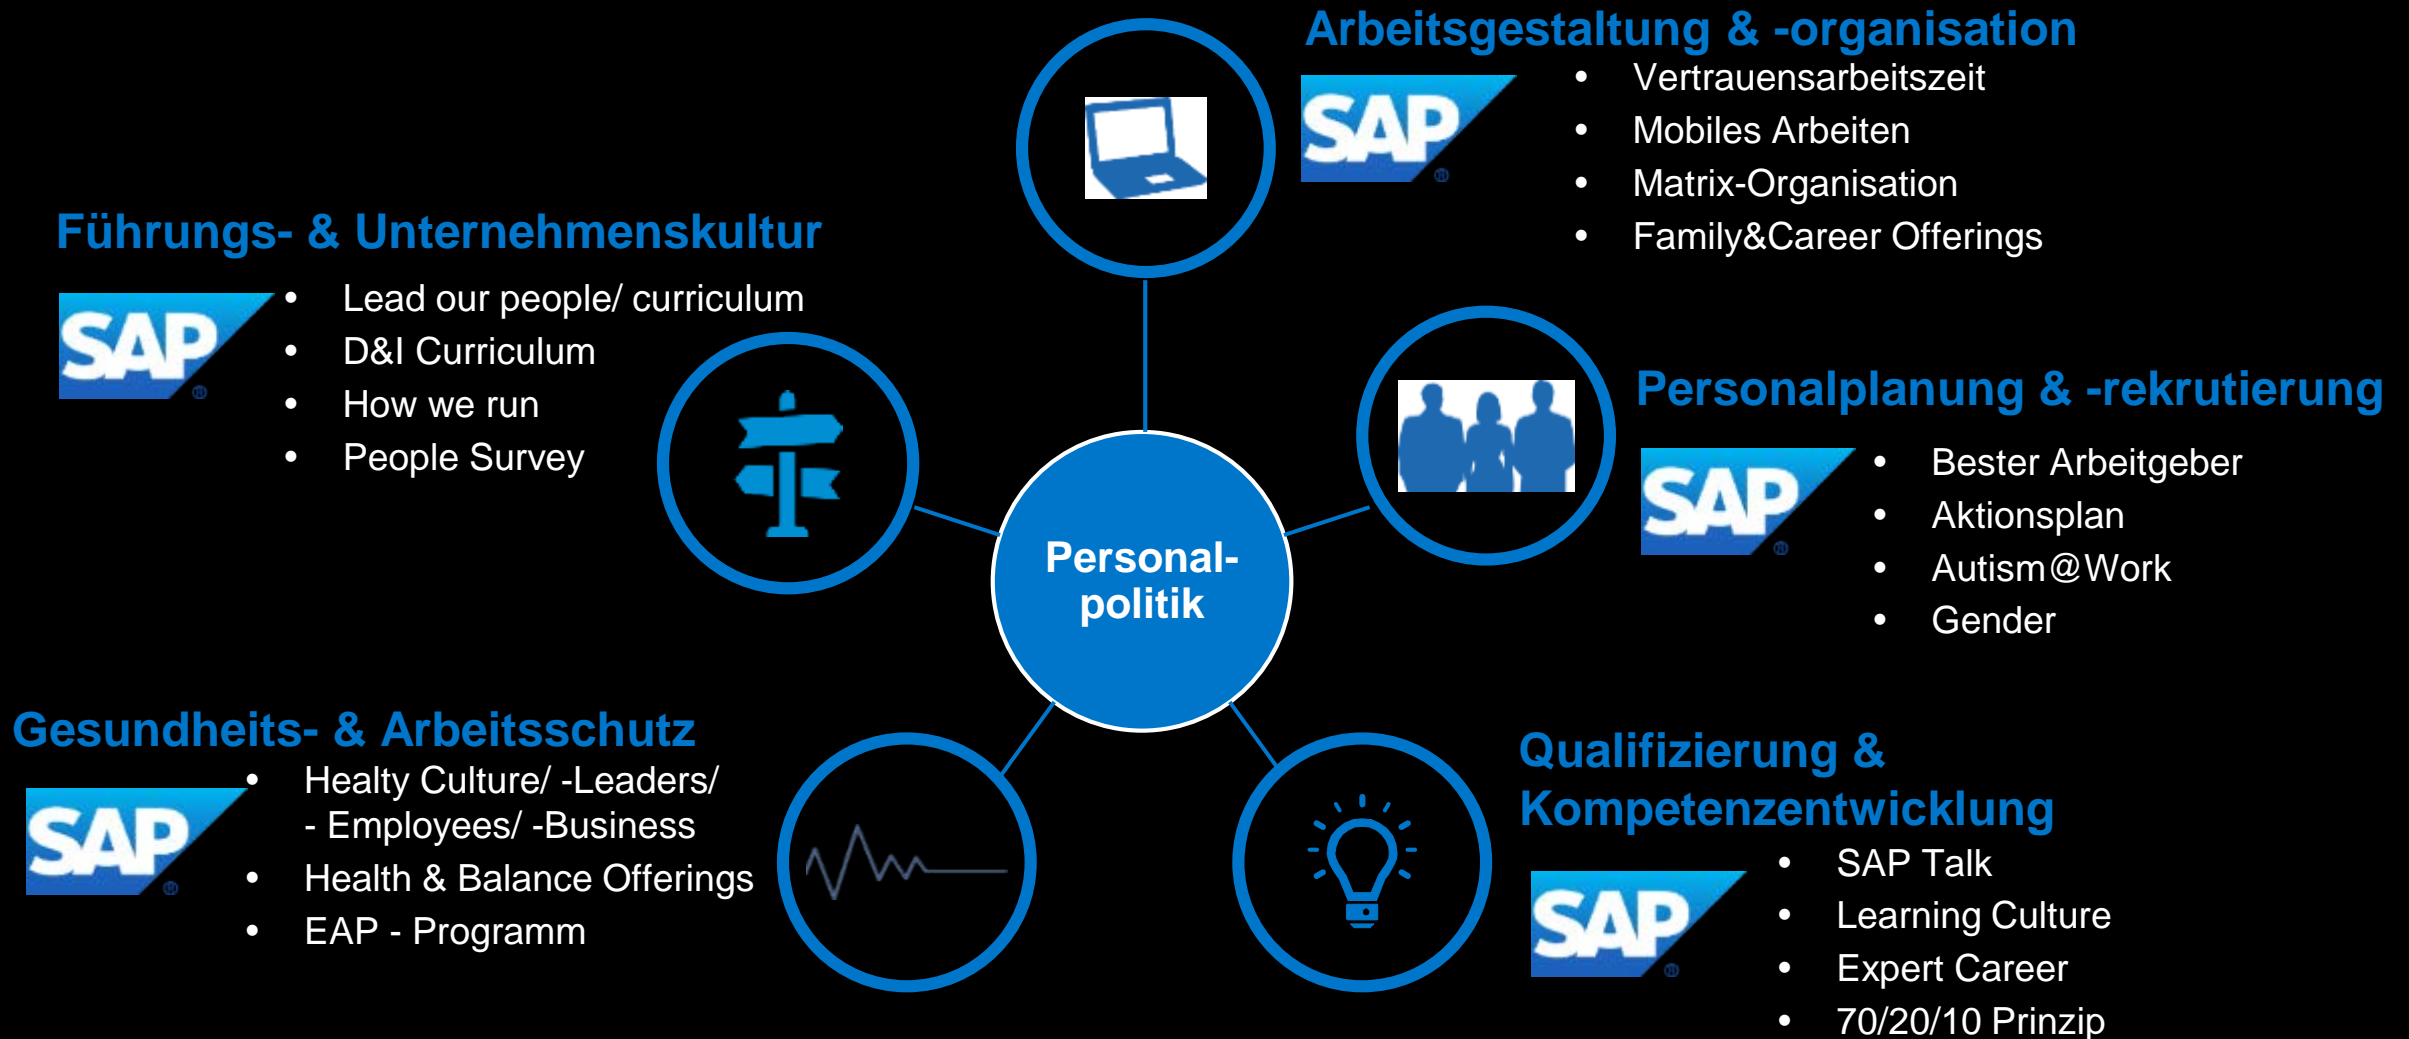 Arbeitsgestaltung & -organisation
SAP ®
• Vertrauensarbeitszeit
• Mobiles Arbeiten
• Matrix-Organisation
• Family&Career Offerings
Führungs- & Unternehmenskultur
SAP ®
• Lead our people/ curriculum
• D&I Curriculum
• How we run
• People Survey
Personalplanung & -rekrutierung
SAP ®
• Bester Arbeitgeber
• Aktionsplan
• Autism@Work
• Gender
Personal-
politik
Gesundheits- & Arbeitsschutz
SAP ®
• Healty Culture/ -Leaders/
- Employees/ -Business
• Health & Balance Offerings
• EAP - Programm
Qualifizierung &
Kompetenzentwicklung
SAP ®
• SAP Talk
• Learning Culture
• Expert Career
• 70/20/10 Prinzip